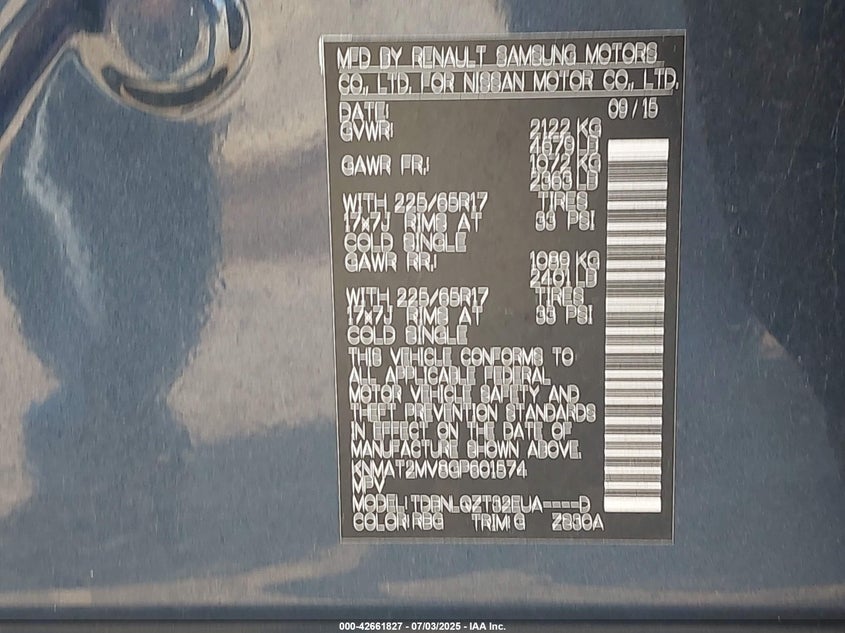 MFD BY RENAULT SAMSUNG MOTORS
CO., LTD. FOR NISSAN MOTOR CO., LTD.
DATE: 09/15
GVWR: 2122 KG
4679 LB
GAWR FR.: 1072 KG
2363 LB
WITH 225/65R17 TIRES
17x7J RIMS AT 33 PSI
COLD SINGLE
GAWR RR.: 1089 KG
2401 LB
WITH 225/65R17 TIRES
17x7J RIMS AT 33 PSI
COLD SINGLE
THIS VEHICLE CONFORMS TO
ALL APPLICABLE FEDERAL
MOTOR VEHICLE SAFETY AND
THEFT PREVENTION STANDARDS
IN EFFECT ON THE DATE OF
MANUFACTURE SHOWN ABOVE.
KNMAT2MV8GP601574
MPV
COLOR: RBG TRIM: G
000-42661827 - 07/03/2025 - IAA Inc.